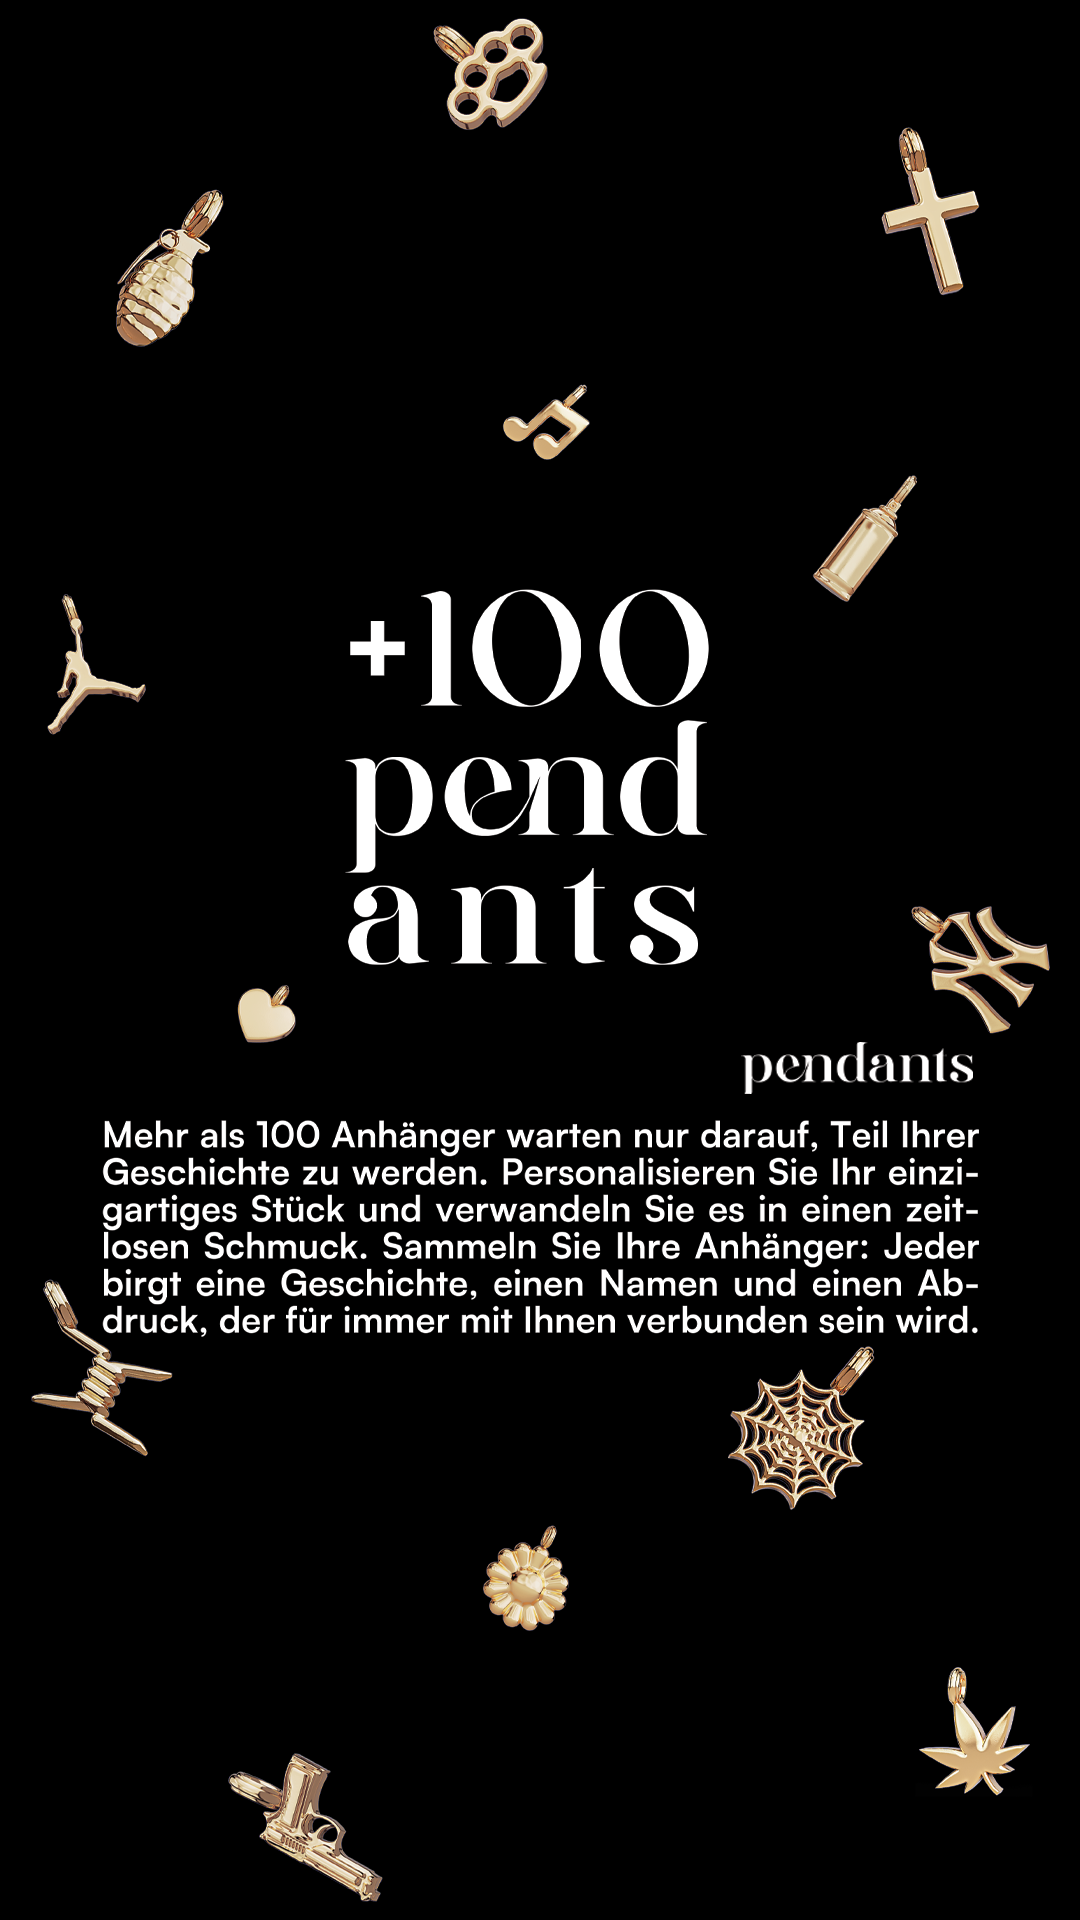 +100
pend
ants
pendants
Mehr als 100 Anhänger warten nur darauf, Teil Ihrer
Geschichte zu werden. Personalisieren Sie Ihr einzi-
gartiges Stück und verwandeln Sie es in einen zeit-
losen Schmuck. Sammeln Sie Ihre Anhänger: Jeder
birgt eine Geschichte, einen Namen und einen Ab-
druck, der für immer mit Ihnen verbunden sein wird.